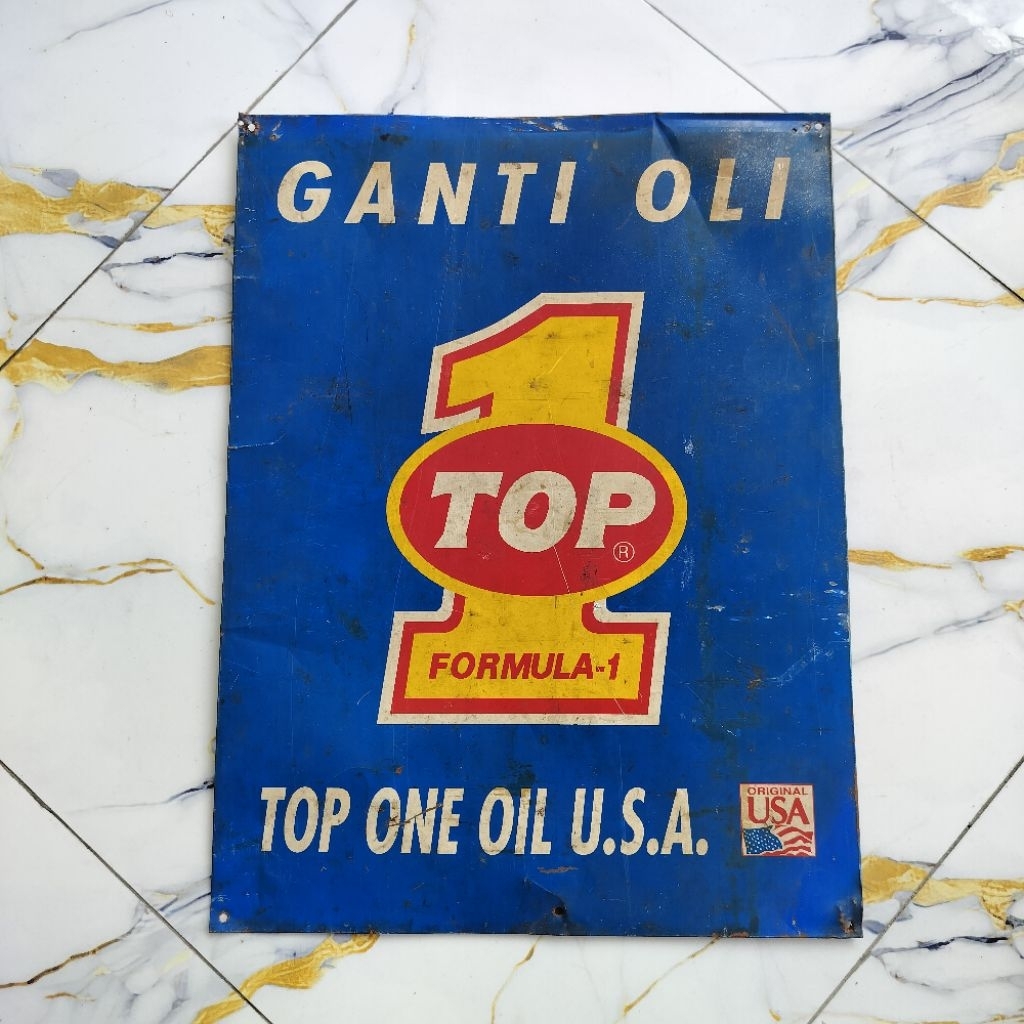 GANTI OLI
1
TOP®
FORMULA-1
TOP ONE OIL U.S.A.
ORIGINAL
USA